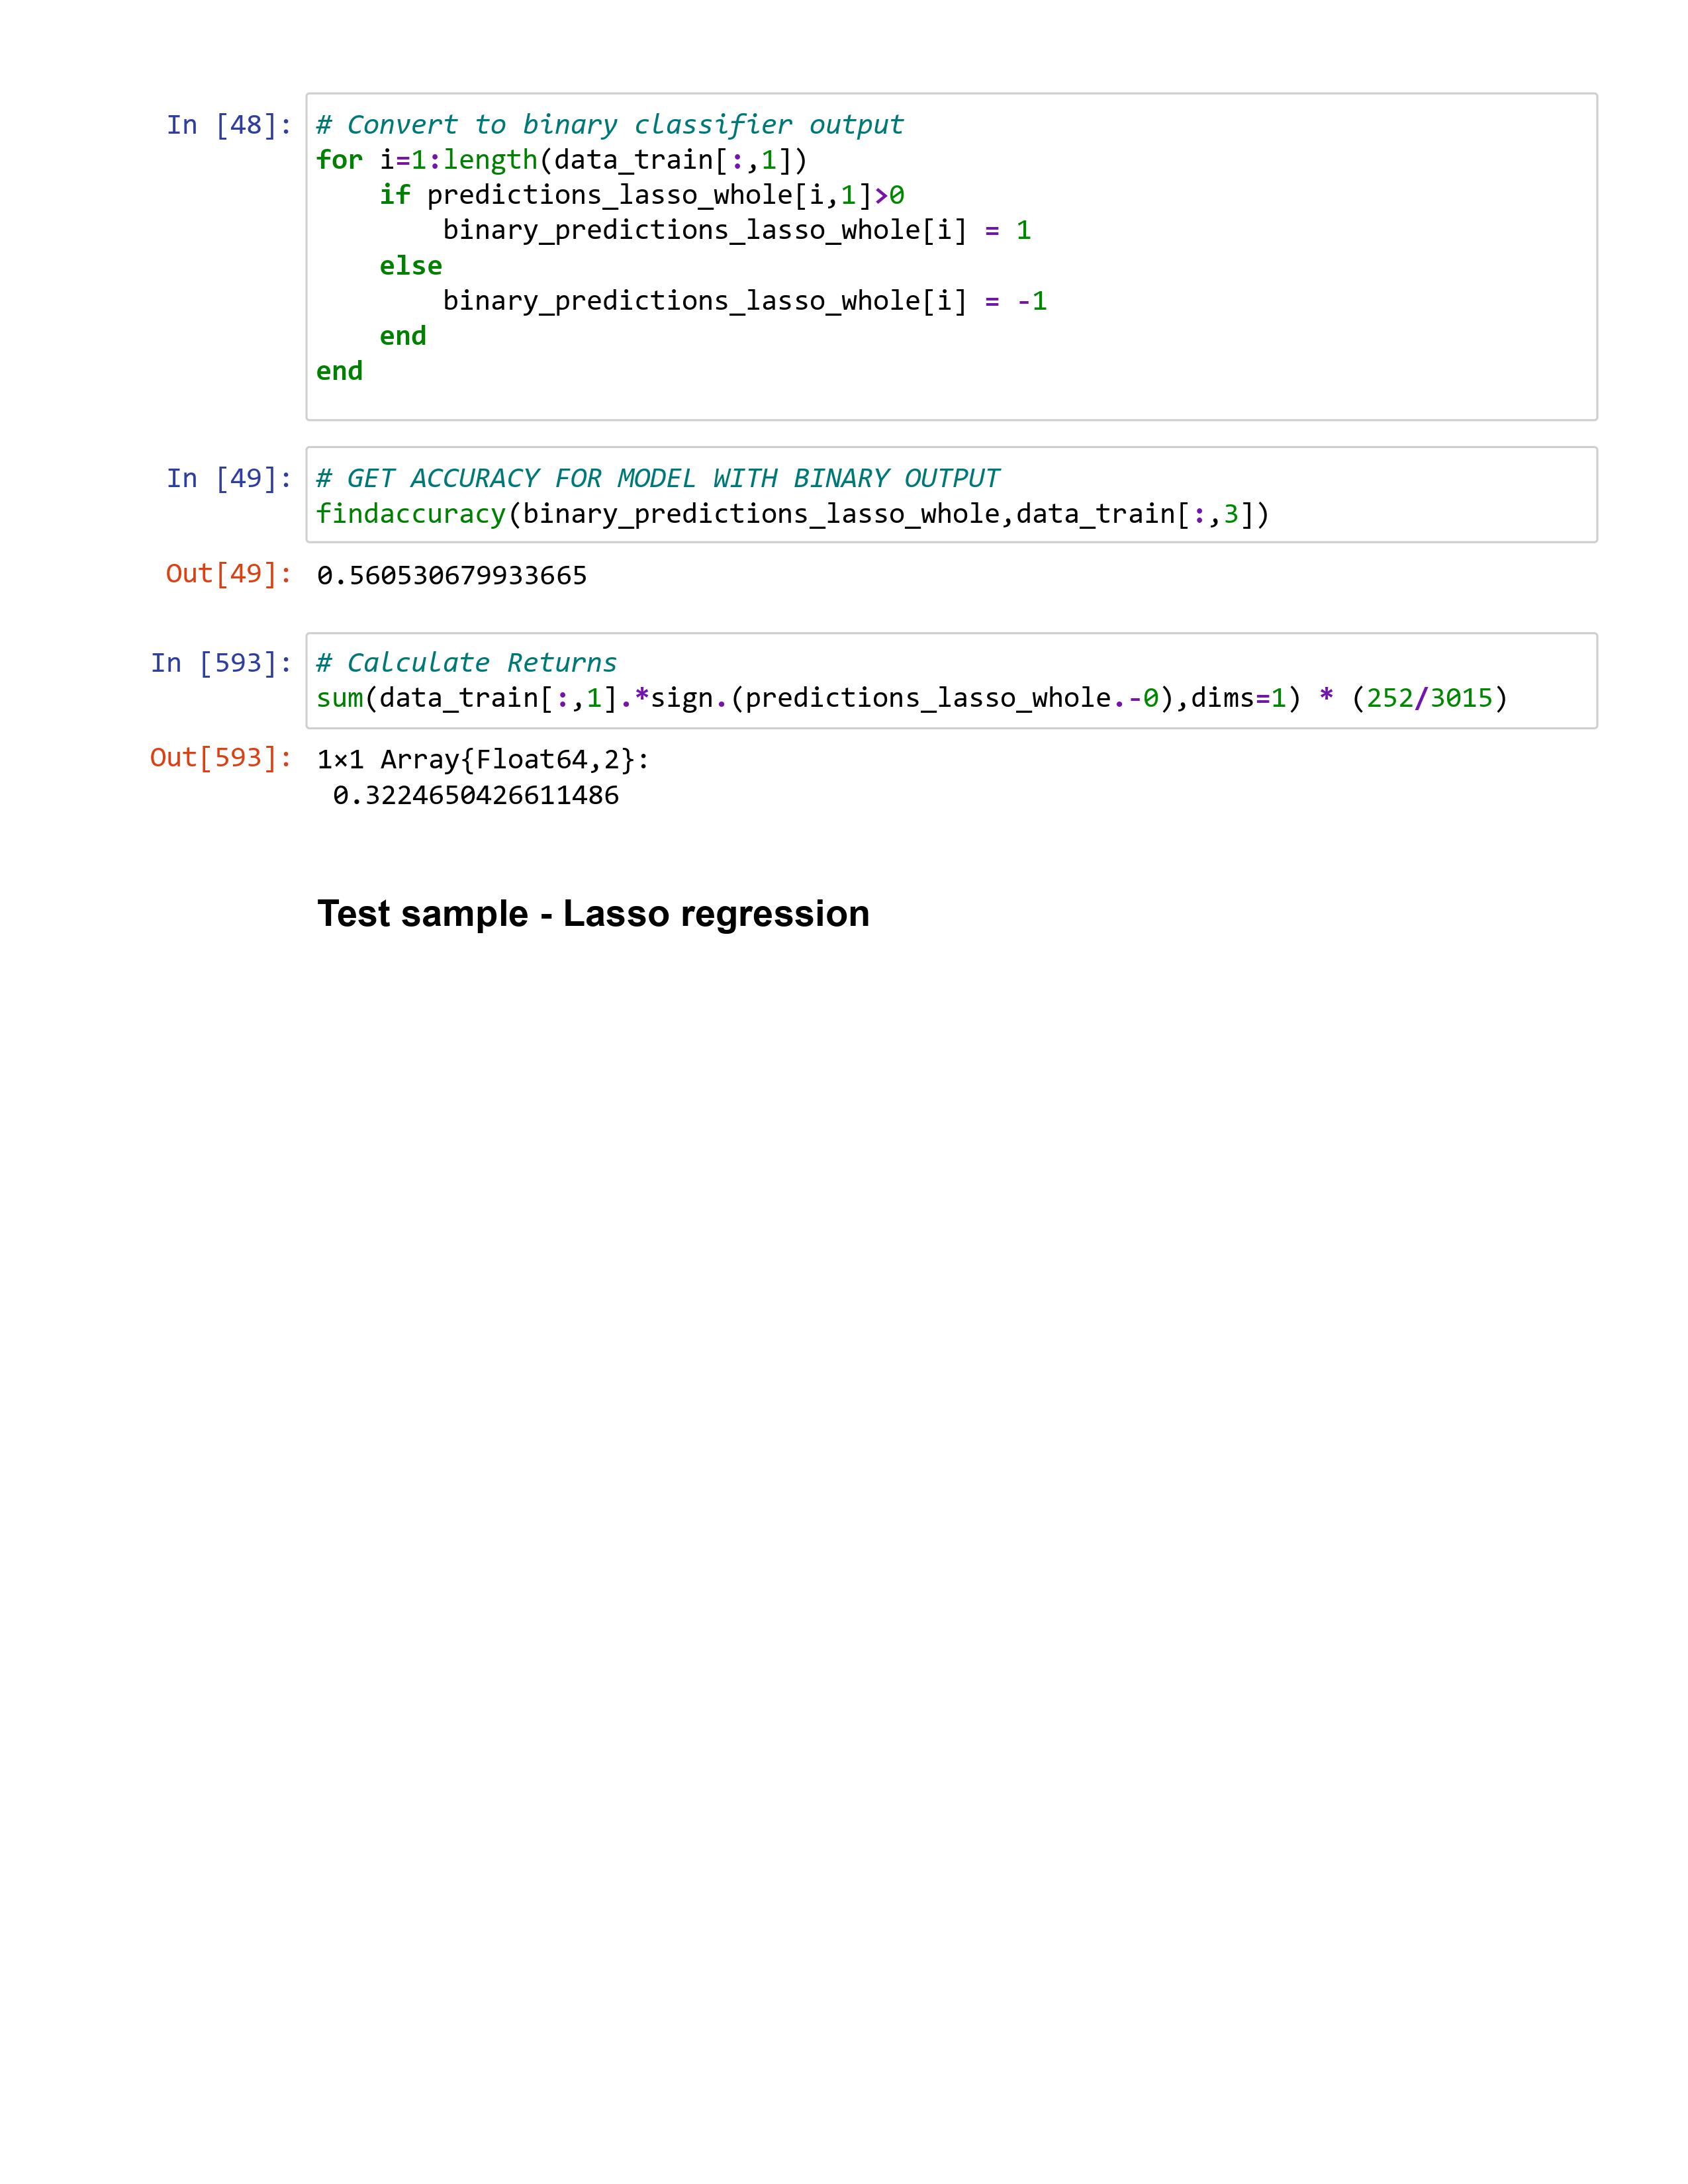 In [48]: # Convert to binary classifier output
for i=1:length(data_train[:,1])
    if predictions_lasso_whole[i,1]>0
        binary_predictions_lasso_whole[i] = 1
    else
        binary_predictions_lasso_whole[i] = -1
    end
end
In [49]: # GET ACCURACY FOR MODEL WITH BINARY OUTPUT
findaccuracy(binary_predictions_lasso_whole,data_train[:,3])
Out[49]: 0.560530679933665
In [593]: # Calculate Returns
sum(data_train[:,1].*sign.(predictions_lasso_whole.-0),dims=1) * (252/3015)
Out[593]: 1×1 Array{Float64,2}:
 0.3224650426611486
Test sample - Lasso regression